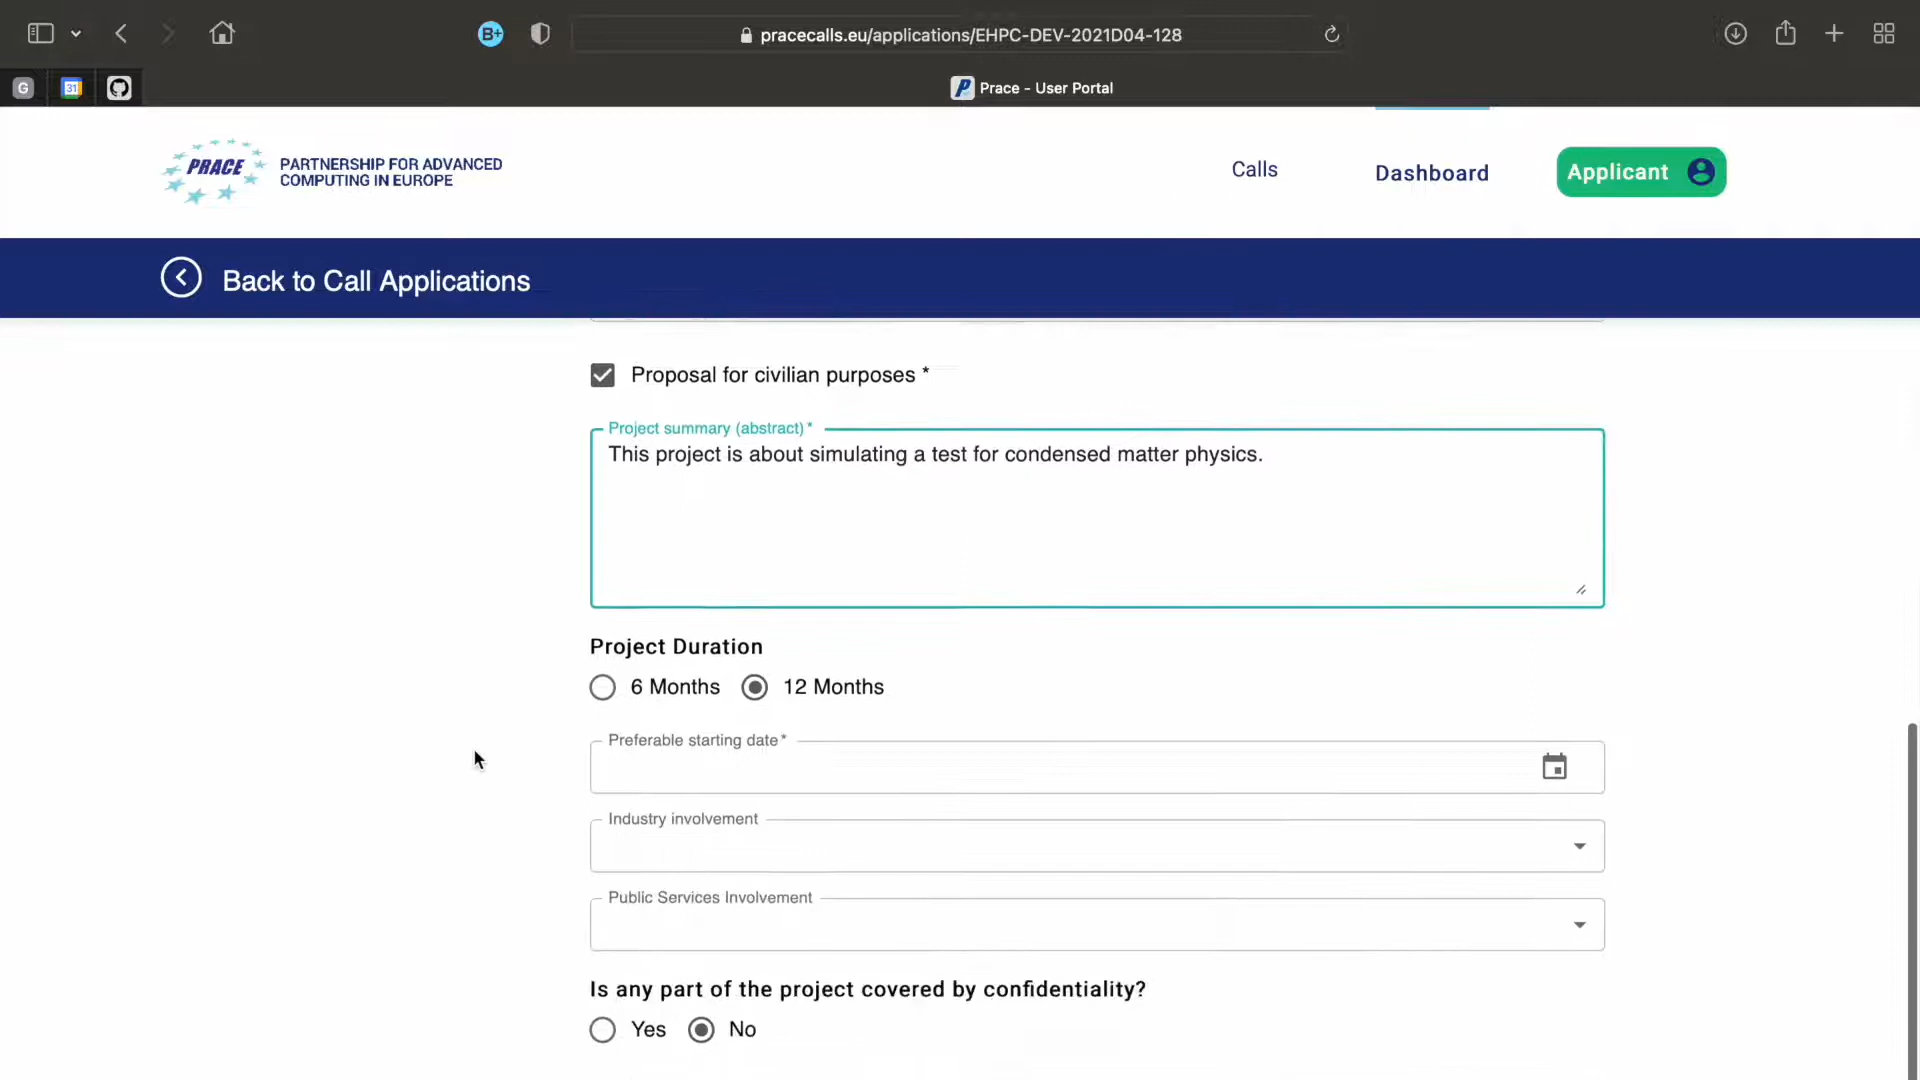 B+
pracecalls.eu/applications/EHPC-DEV-2021D04-128
G
31
Prace - User Portal
PRACE
PARTNERSHIP FOR ADVANCED
COMPUTING IN EUROPE
Calls
Dashboard
Applicant
Back to Call Applications
Proposal for civilian purposes *
Project summary (abstract) *
This project is about simulating a test for condensed matter physics.
Project Duration
6 Months
12 Months
Preferable starting date *
Industry involvement
Public Services Involvement
Is any part of the project covered by confidentiality?
Yes
No